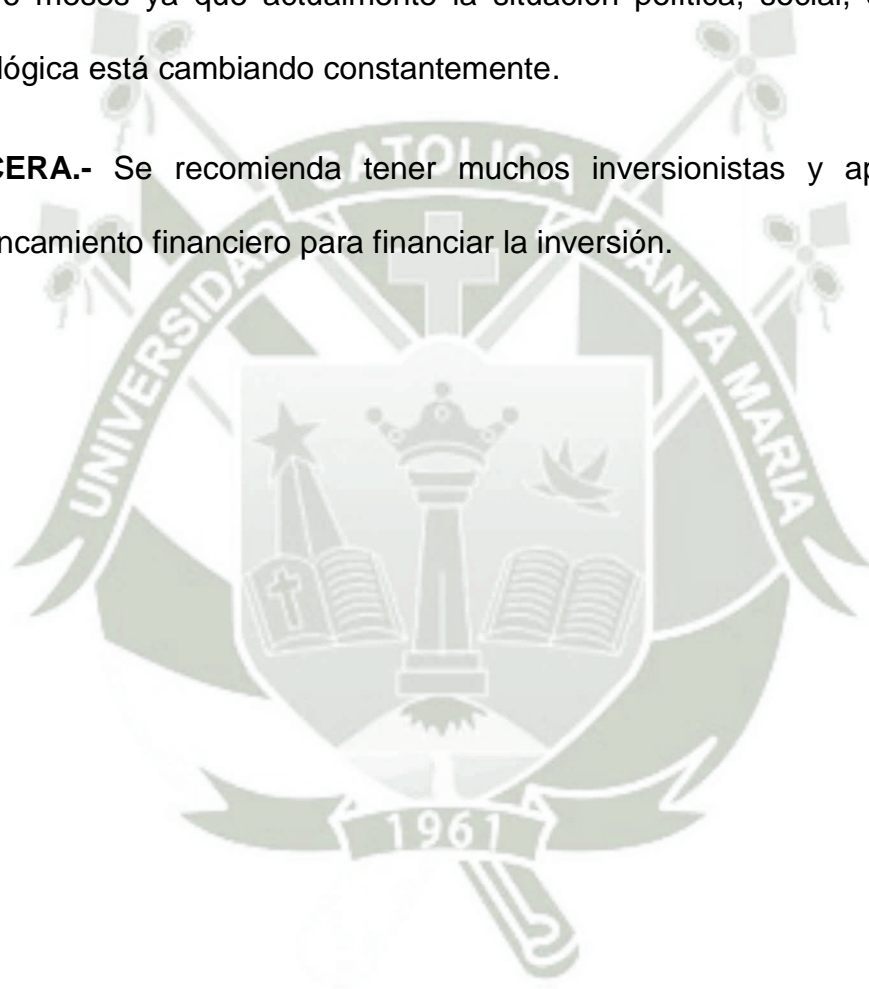 meses ya que actualmente la situación política, social,
lógica está cambiando constantemente.
CERA.- Se recomienda tener muchos inversionistas y ap
ncamiento financiero para financiar la inversión.
UNIVERSIDAD CATOLICA SANTA MARIA
1961